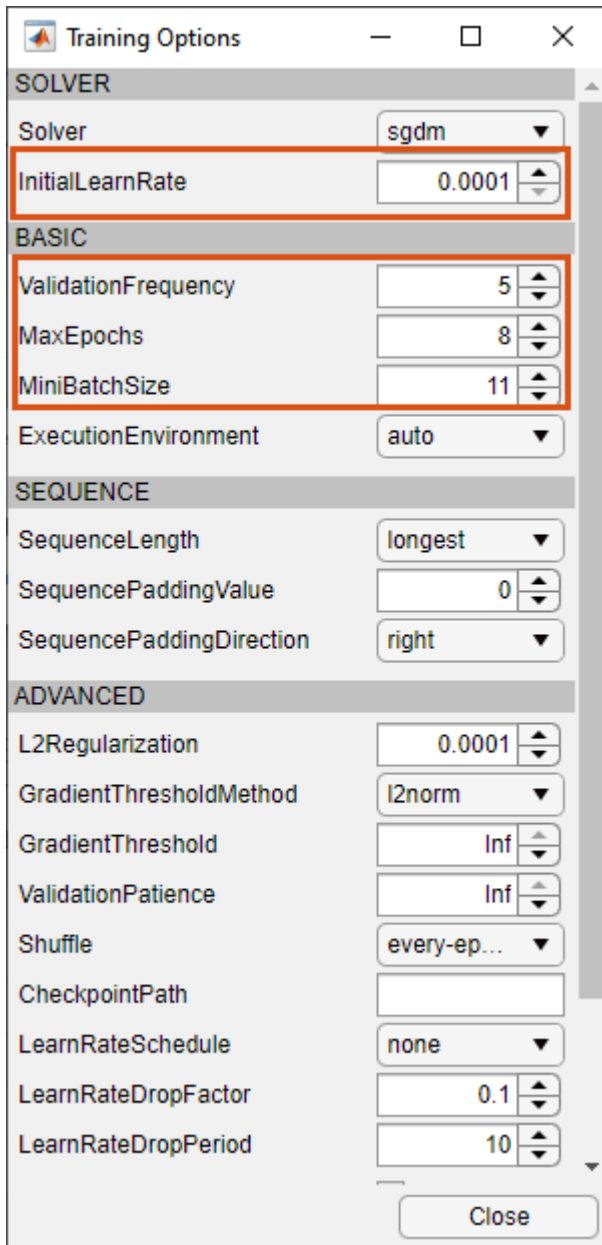 Training Options
SOLVER
Solver sgdm
InitialLearnRate 0.0001
BASIC
ValidationFrequency 5
MaxEpochs 8
MiniBatchSize 11
ExecutionEnvironment auto
SEQUENCE
SequenceLength longest
SequencePaddingValue 0
SequencePaddingDirection right
ADVANCED
L2Regularization 0.0001
GradientThresholdMethod l2norm
GradientThreshold Inf
ValidationPatience Inf
Shuffle every-ep...
CheckpointPath
LearnRateSchedule none
LearnRateDropFactor 0.1
LearnRateDropPeriod 10
Close